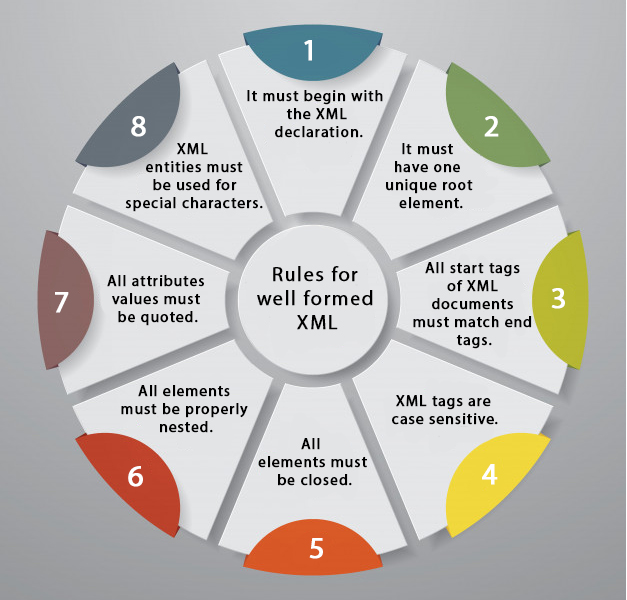 Rules for
well formed
XML
1
It must begin with
the XML
declaration.
2
It must
have one
unique root
element.
3
All start tags
of XML
documents
must match end
tags.
4
XML tags are
case sensitive.
5
All
elements must
be closed.
6
All elements
must be properly
nested.
7
All attributes
values must
be quoted.
8
XML
entities must
be used for
special characters.